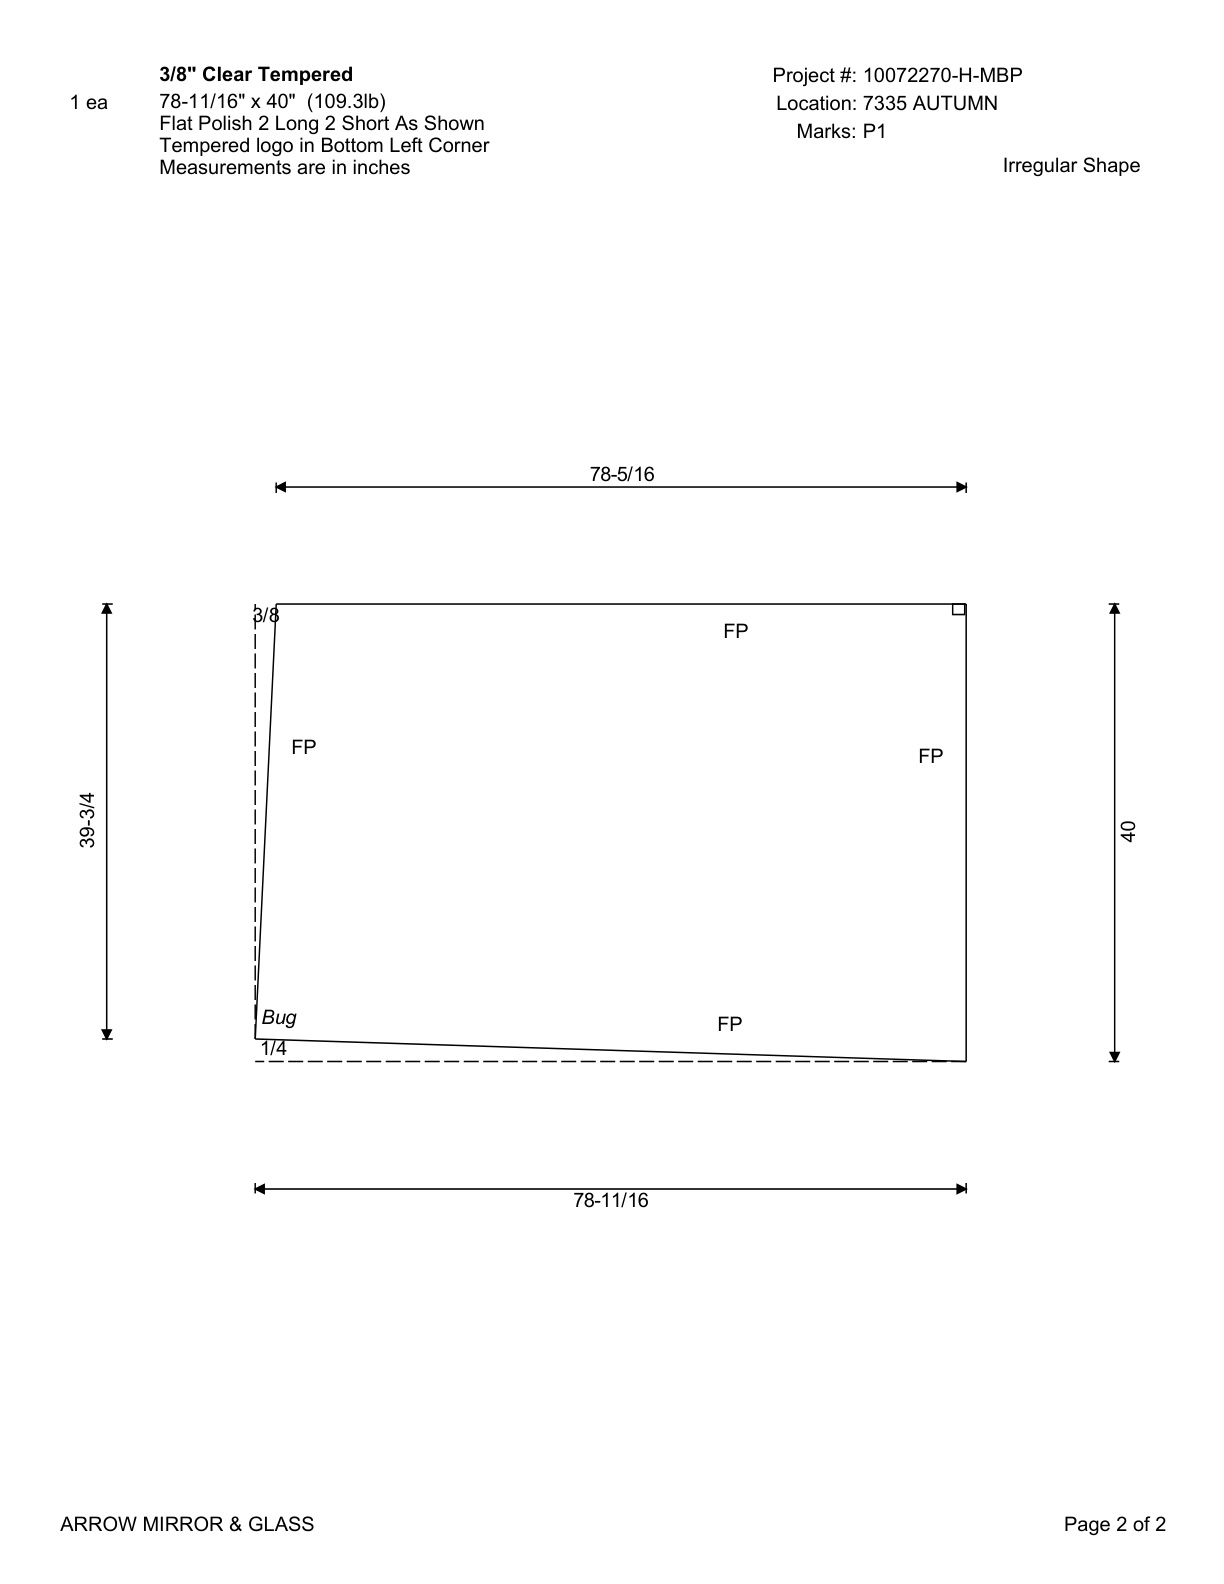 3/8" Clear Tempered
1 ea
78-11/16" x 40"  (109.3lb)
Flat Polish 2 Long 2 Short As Shown
Tempered logo in Bottom Left Corner
Measurements are in inches
Project #: 10072270-H-MBP
Location: 7335 AUTUMN
Marks: P1
Irregular Shape
78-5/16
3/8
FP
FP
FP
39-3/4
40
Bug
FP
1/4
78-11/16
ARROW MIRROR & GLASS
Page 2 of 2